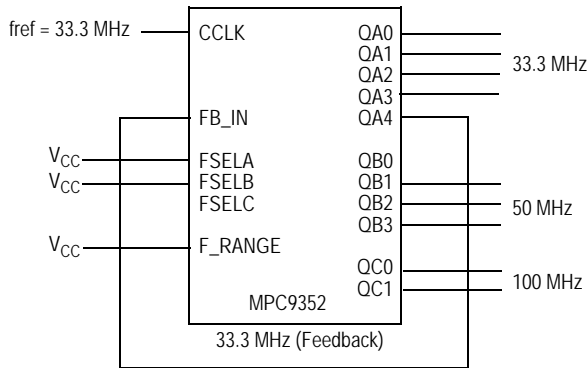 fref = 33.3 MHz
CCLK
QA0
QA1
QA2
QA3
QA4
33.3 MHz
FB_IN
VCC
FSELA
VCC
FSELB
FSELC
QB0
QB1
QB2
QB3
50 MHz
VCC
F_RANGE
QC0
QC1
100 MHz
MPC9352
33.3 MHz (Feedback)